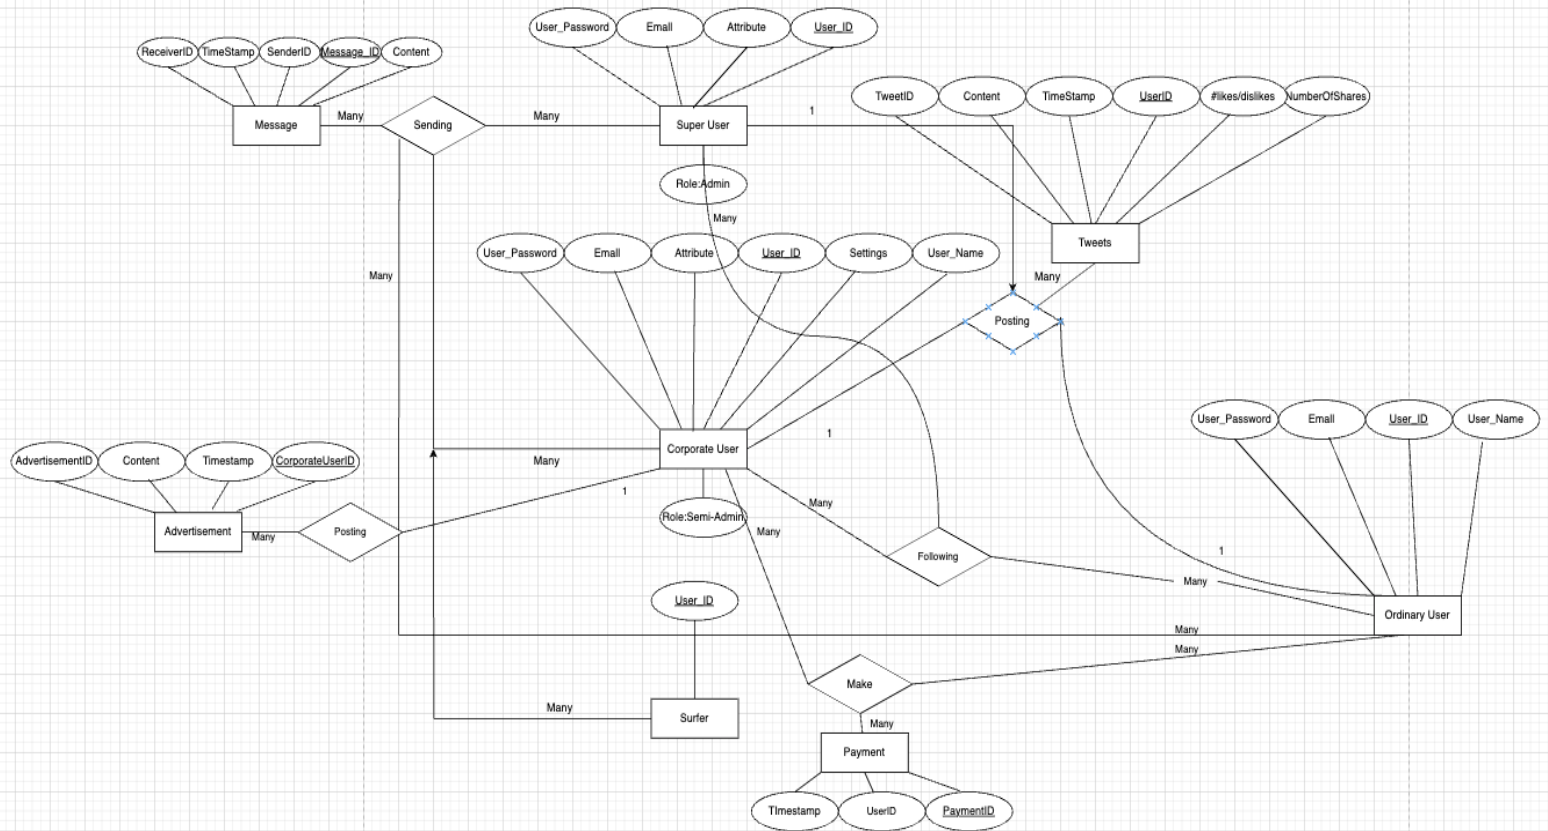 User_Password
Email
Attribute
User_ID
ReceiverID
TimeStamp
SenderID
Message_ID
Content
TweetID
Content
TimeStamp
UserID
#likes/dislikes
NumberOfShares
Message
Many
Sending
Many
Super User
1
Role:Admin
Many
Tweets
User_Password
Email
Attribute
User_ID
Settings
User_Name
Many
Many
Posting
User_Password
Email
User_ID
User_Name
1
Corporate User
AdvertisementID
Content
Timestamp
CorporateUserID
Many
1
Many
Role:Semi-Admin
Advertisement
Many
Posting
Many
Following
1
Many
User_ID
Ordinary User
Many
Many
Make
Many
Surfer
Many
Payment
TImestamp
UserID
PaymentID